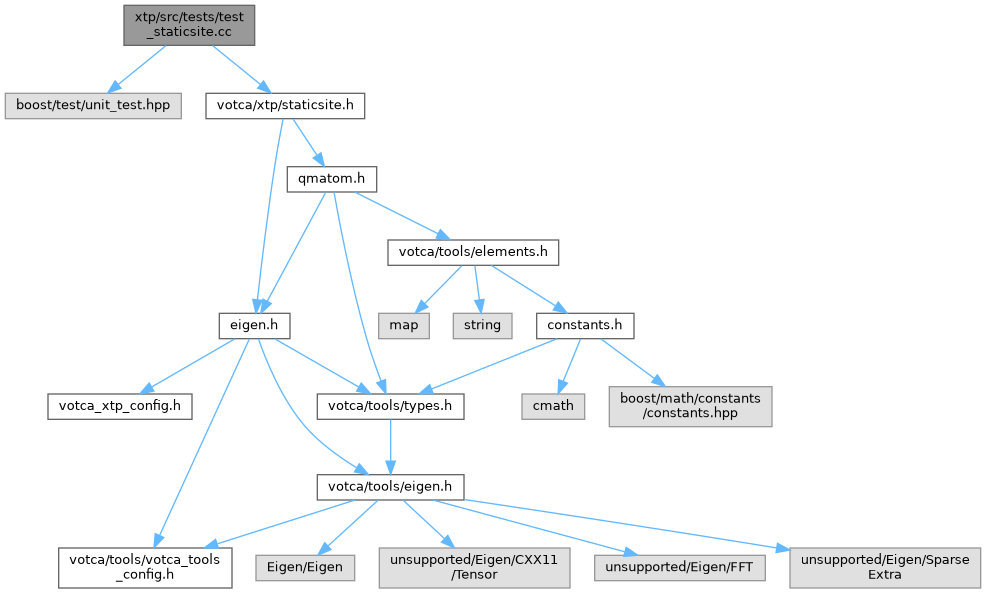 xtp/src/tests/test
_staticsite.cc
boost/test/unit_test.hpp
votca/xtp/staticsite.h
qmatom.h
votca/tools/elements.h
eigen.h
map
string
constants.h
votca_xtp_config.h
votca/tools/types.h
cmath
boost/math/constants
/constants.hpp
votca/tools/eigen.h
votca/tools/votca_tools
_config.h
Eigen/Eigen
unsupported/Eigen/CXX11
/Tensor
unsupported/Eigen/FFT
unsupported/Eigen/Sparse
Extra